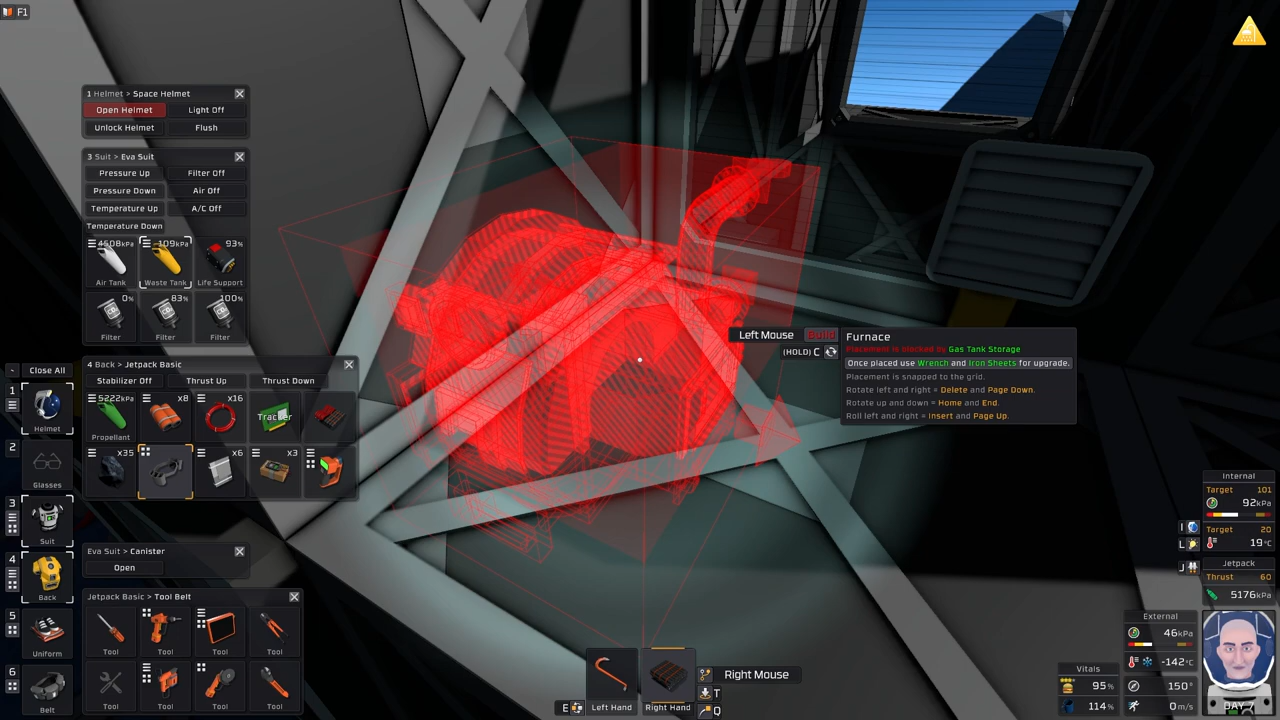 F1
1 Helmet > Space Helmet
Open Helmet
Light Off
Unlock Helmet
Flush
3 Suit > Eva Suit
Pressure Up
Filter Off
Pressure Down
Air Off
Temperature Up
A/C Off
Temperature Down
4508kPa
109kPa
93%
Air Tank
Waste Tank
Life Support
0%
83%
100%
Filter
Filter
Filter
4 Back > Jetpack Basic
Stabilizer Off
Thrust Up
Thrust Down
5222kPa
x8
x16
Tracker
Propellant
x35
x6
x3
Eva Suit > Canister
Open
Jetpack Basic > Tool Belt
Tool
Tool
Tool
Tool
Tool
Tool
Tool
Tool
~
Close All
1
Helmet
2
Glasses
3
Suit
4
Back
5
Uniform
6
Belt
Left Mouse
Build
(HOLD) C
Furnace
Placement is blocked by Gas Tank Storage
Once placed use Wrench and Iron Sheets for upgrade.
Placement is snapped to the grid.
Rotate left and right = Delete and Page Down.
Rotate up and down = Home and End.
Roll left and right = Insert and Page Up.
E
Left Hand
Right Hand
Right Mouse
T
Q
Internal
Target 101
92kPa
Target 20
19°C
I
L
J
Jetpack
Thrust 60
5176kPa
External
46kPa
-142°C
150°
0m/s
Vitals
95%
114%
DAY 7